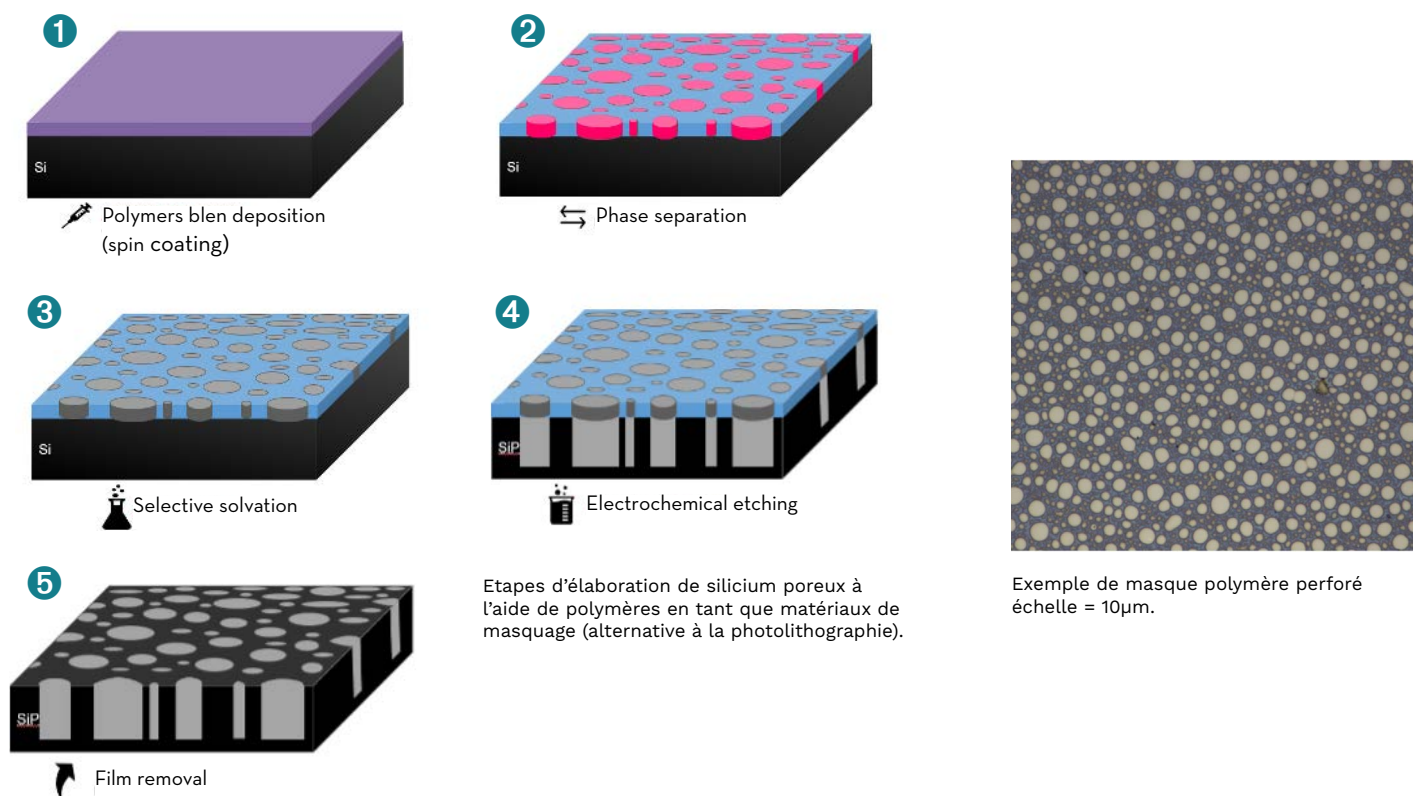 1
Si
Polymers blen deposition
(spin coating)
2
Si
Phase separation
3
Si
Selective solvation
4
SiP
Electrochemical etching
5
SiP
Film removal
Etapes d’élaboration de silicium poreux à
l’aide de polymères en tant que matériaux de
masquage (alternative à la photolithographie).
Exemple de masque polymère perforé
échelle = 10µm.